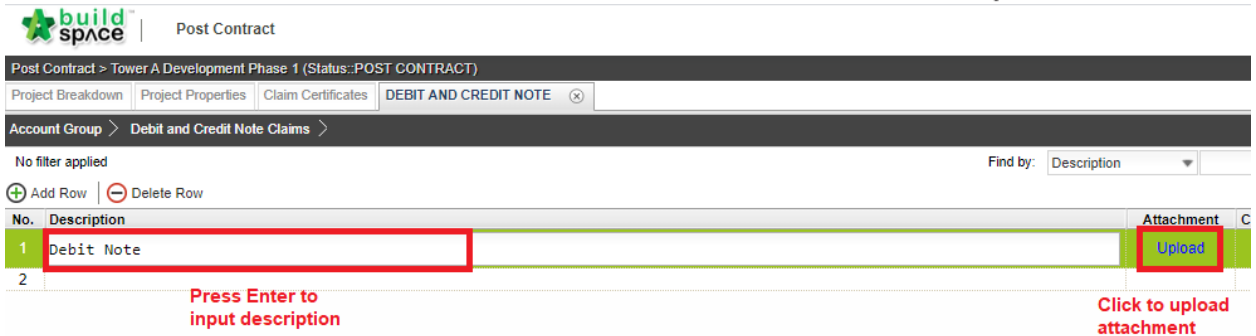 build space Post Contract
Post Contract > Tower A Development Phase 1 (Status::POST CONTRACT)
Project Breakdown Project Properties Claim Certificates DEBIT AND CREDIT NOTE
Account Group > Debit and Credit Note Claims >
No filter applied Find by: Description
Add Row Delete Row
No. Description Attachment C
1 Debit Note Upload
2
Press Enter to
input description
Click to upload
attachment